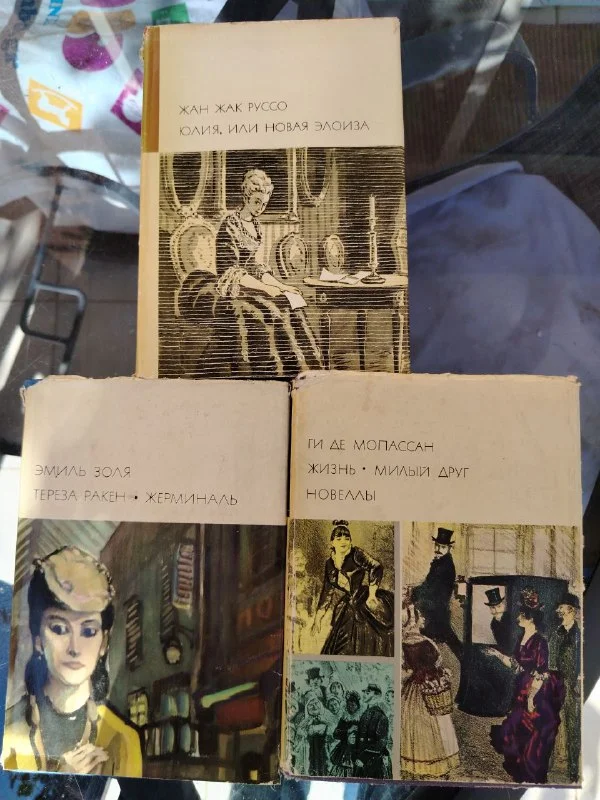 ЖАН ЖАК РУССО
ЮЛИЯ, ИЛИ НОВАЯ ЭЛОИЗА
ЭМИЛЬ ЗОЛЯ
ТЕРЕЗА РАКЕН • ЖЕРМИНАЛЬ
ГИ ДЕ МОПАССАН
ЖИЗНЬ • МИЛЫЙ ДРУГ
НОВЕЛЛЫ